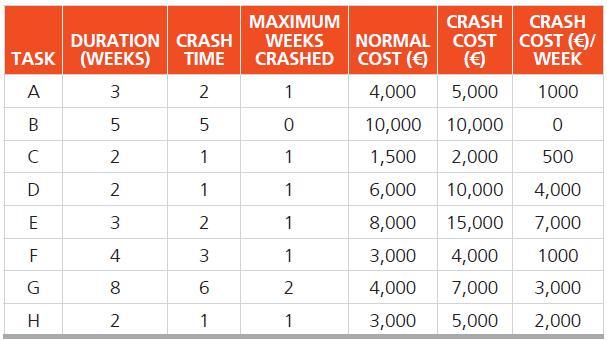 MAXIMUM CRASH CRASH
DURATION CRASH WEEKS NORMAL COST COST (€)/
TASK (WEEKS) TIME CRASHED COST (€) (€) WEEK
A 3 2 1 4,000 5,000 1000
B 5 5 0 10,000 10,000 0
C 2 1 1 1,500 2,000 500
D 2 1 1 6,000 10,000 4,000
E 3 2 1 8,000 15,000 7,000
F 4 3 1 3,000 4,000 1000
G 8 6 2 4,000 7,000 3,000
H 2 1 1 3,000 5,000 2,000